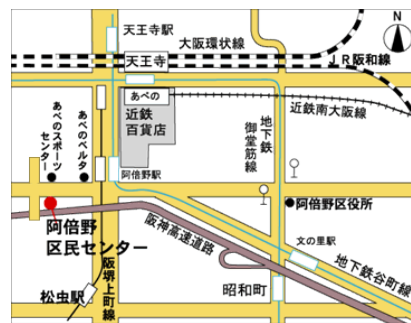 天王寺駅
大阪環状線
N
天王寺
JR阪和線
あべの
近鉄
百貨店
近鉄南大阪線
地下鉄
御堂筋線
あべのスポーツ
センター
あべのベルタ
阿倍野駅
阿倍野区役所
阿倍野
区民センター
阪神高速道路
文の里駅
地下鉄谷町線
昭和町
阪堺上町線
松虫駅